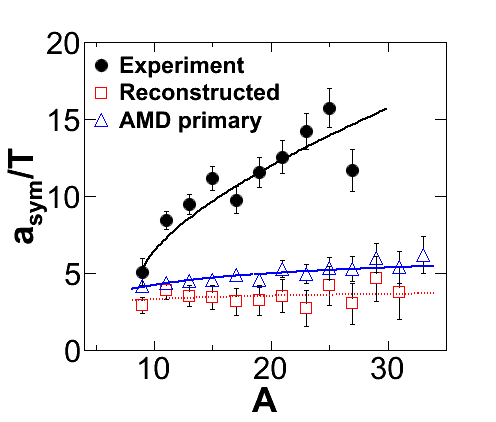 20
Experiment
Reconstructed
AMD primary
15
10
5
0
a_sym/T
10 20 30
A